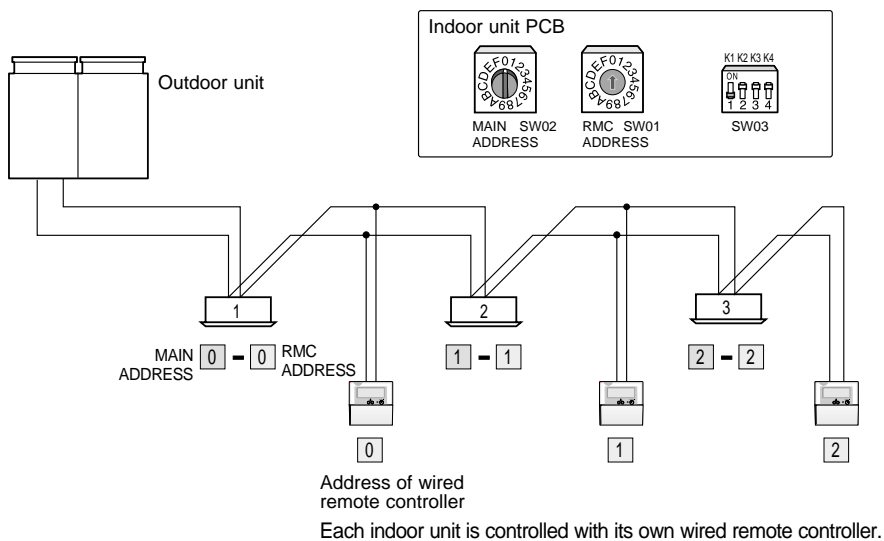 Indoor unit PCB
Outdoor unit
K1 K2 K3 K4
ON
1 2 3 4
0123456789ABCDEF
0123456789ABCDEF
MAIN SW02
ADDRESS
RMC SW01
ADDRESS
SW03
1
2
3
MAIN
ADDRESS
0 - 0
RMC
ADDRESS
1 - 1
2 - 2
0
1
2
Address of wired
remote controller
Each indoor unit is controlled with its own wired remote controller.